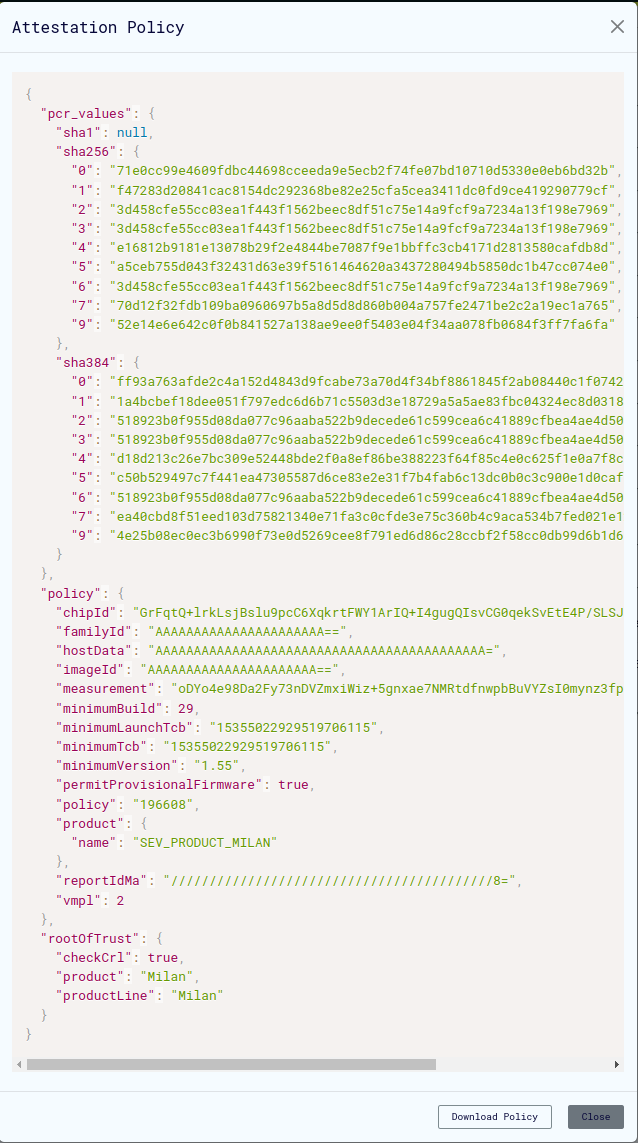 Attestation Policy
{
"pcr_values": {
"sha1": null,
"sha256": {
"0": "71e0cc99e4609fdbc44698cceeda9e5ecb2f74fe07bd10710d5330e0eb6bd32b",
"1": "f47283d20841cac8154dc292368be82e25cfa5cea3411dc0fd9ce419290779cf",
"2": "3d458cfe55cc03ea1f443f1562beec8df51c75e14a9fcf9a7234a13f198e7969",
"3": "3d458cfe55cc03ea1f443f1562beec8df51c75e14a9fcf9a7234a13f198e7969",
"4": "e16812b9181e13078b29f2e4844be7087f9e1bbffc3cb4171d2813580cafdb8d",
"5": "a5ceb755d043f32431d63e39f5161464620a3437280494b5850dc1b47cc074e0",
"6": "3d458cfe55cc03ea1f443f1562beec8df51c75e14a9fcf9a7234a13f198e7969",
"7": "70d12f32fdb109ba0960697b5a8d5d8d860b004a757fe2471be2c2a19ec1a765",
"9": "52e14e6e642c0f0b841527a138ae9ee0f5403e04f34aa078fb0684f3ff7fa6fa"
},
"sha384": {
"0": "ff93a763afde2c4a152d4843d9fcabe73a70d4f34bf8861845f2ab08440c1f0742
"1": "1a4bcbef18dee051f797edc6d6b71c5503d3e18729a5a5ae83fbc04324ec8d0318
"2": "518923b0f955d08da077c96aaba522b9decede61c599cea6c41889cfbea4ae4d50
"3": "518923b0f955d08da077c96aaba522b9decede61c599cea6c41889cfbea4ae4d50
"4": "d18d213c26e7bc309e52448bde2f0a8ef86be388223f64f85c4e0c625f1e0a7f8c
"5": "c50b529497c7f441ea47305587d6ce83e2e31f7b4fab6c13dc0b0c3c900e1d0caf
"6": "518923b0f955d08da077c96aaba522b9decede61c599cea6c41889cfbea4ae4d50
"7": "ea40cbd8f51eed103d75821340e71fa3c0cfde3e75c360b4c9aca534b7fed021e1
"9": "4e25b08ec0ec3b6990f73e0d5269cee8f791ed6d86c28ccbf2f58cc0db99d6b1d6
}
},
"policy": {
"chipId": "GrFqtQ+lrkLsjBslu9pcC6XqkrtFWY1ArIQ+I4gugQIsvCG0qekSvEtE4P/SLSJ
"familyId": "AAAAAAAAAAAAAAAAAAAAAA==",
"hostData": "AAAAAAAAAAAAAAAAAAAAAAAAAAAAAAAAAAAAAAAAAAA=",
"imageId": "AAAAAAAAAAAAAAAAAAAAAA==",
"measurement": "oDYo4e98Da2Fy73nDVZmxiWiz+5gnxae7NMRtdfnwpbBuVYZsI0mynz3fp
"minimumBuild": 29,
"minimumLaunchTcb": "15355022929519706115",
"minimumTcb": "15355022929519706115",
"minimumVersion": "1.55",
"permitProvisionalFirmware": true,
"policy": "196608",
"product": {
"name": "SEV_PRODUCT_MILAN"
},
"reportIdMa": "//////////////////////////////////////////8=",
"vmpl": 2
},
"rootOfTrust": {
"checkCrl": true,
"product": "Milan",
"productLine": "Milan"
}
}
Download Policy
Close